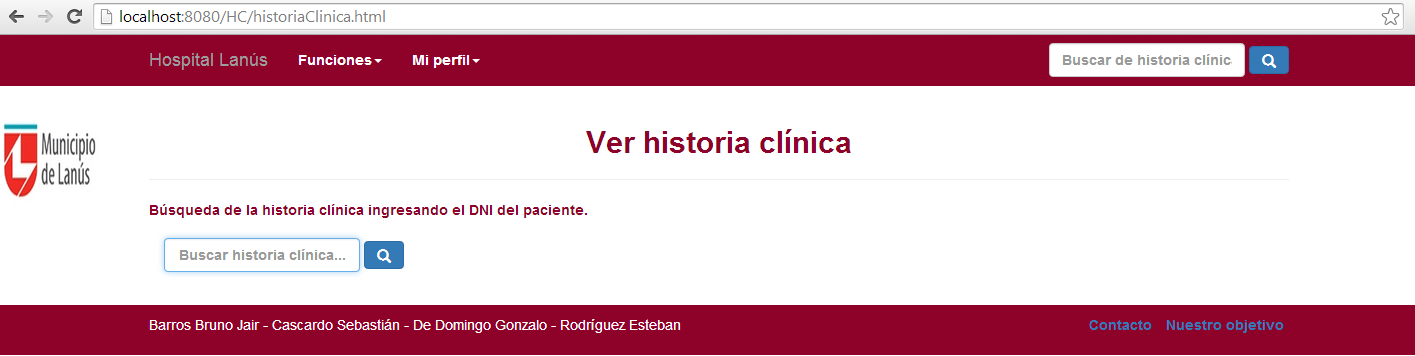 localhost:8080/HC/historiaClinica.html
Hospital Lanús Funciones Mi perfil Buscar de historia clínic
Municipio
de Lanús
Ver historia clínica
Búsqueda de la historia clínica ingresando el DNI del paciente.
Buscar historia clínica...
Barros Bruno Jair - Cascardo Sebastián - De Domingo Gonzalo - Rodríguez Esteban Contacto Nuestro objetivo